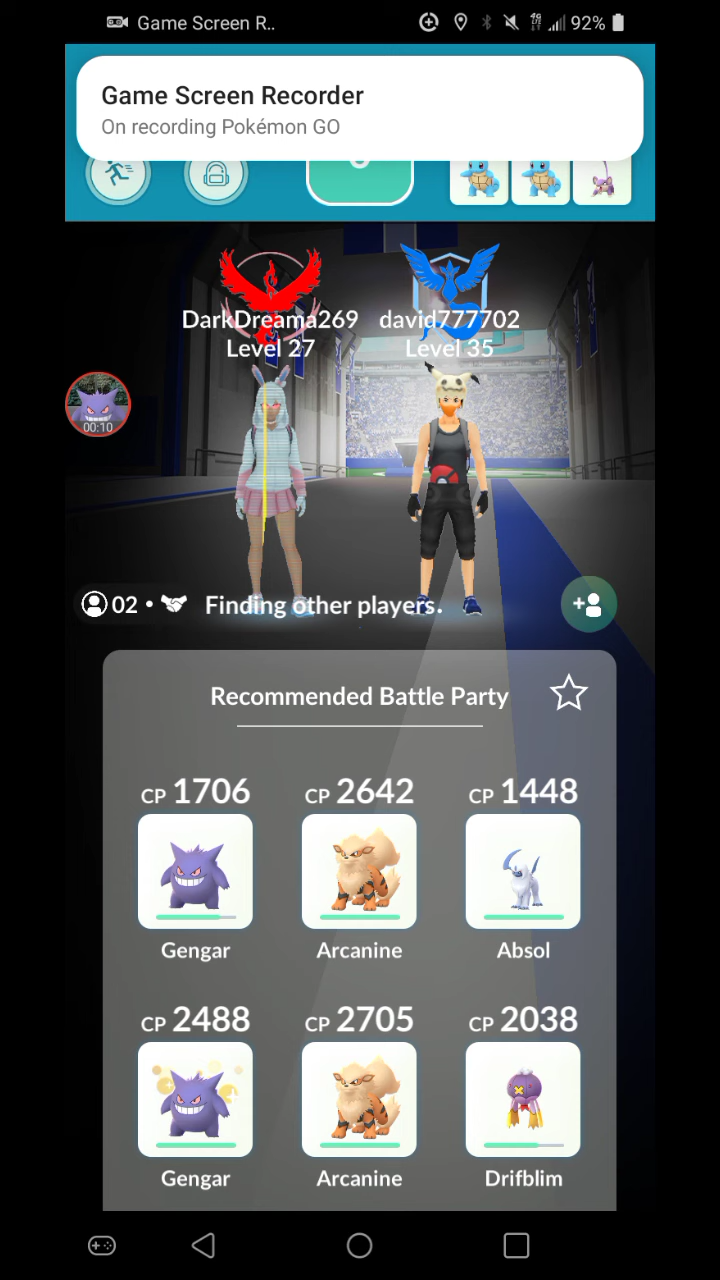 Game Screen R..
4G
92%
Game Screen Recorder
On recording Pokémon GO
DarkDreama269
Level 27
david777702
Level 35
00:10
02 • Finding other players.
+
Recommended Battle Party
CP 1706
CP 2642
CP 1448
Gengar
Arcanine
Absol
CP 2488
CP 2705
CP 2038
Gengar
Arcanine
Drifblim